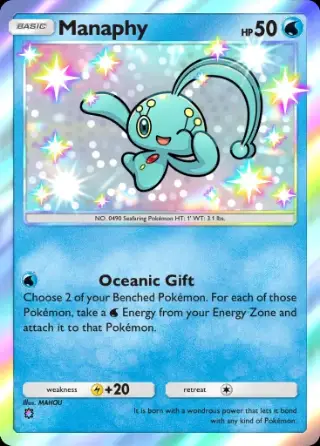 BASIC Manaphy HP 50
NO. 0490 Seafaring Pokémon HT: 1' WT: 3.1 lbs.
Oceanic Gift
Choose 2 of your Benched Pokémon. For each of those
Pokémon, take a Energy from your Energy Zone and
attach it to that Pokémon.
weakness +20 retreat
Illus. MAHOU
It is born with a wondrous power that lets it bond
with any kind of Pokémon.